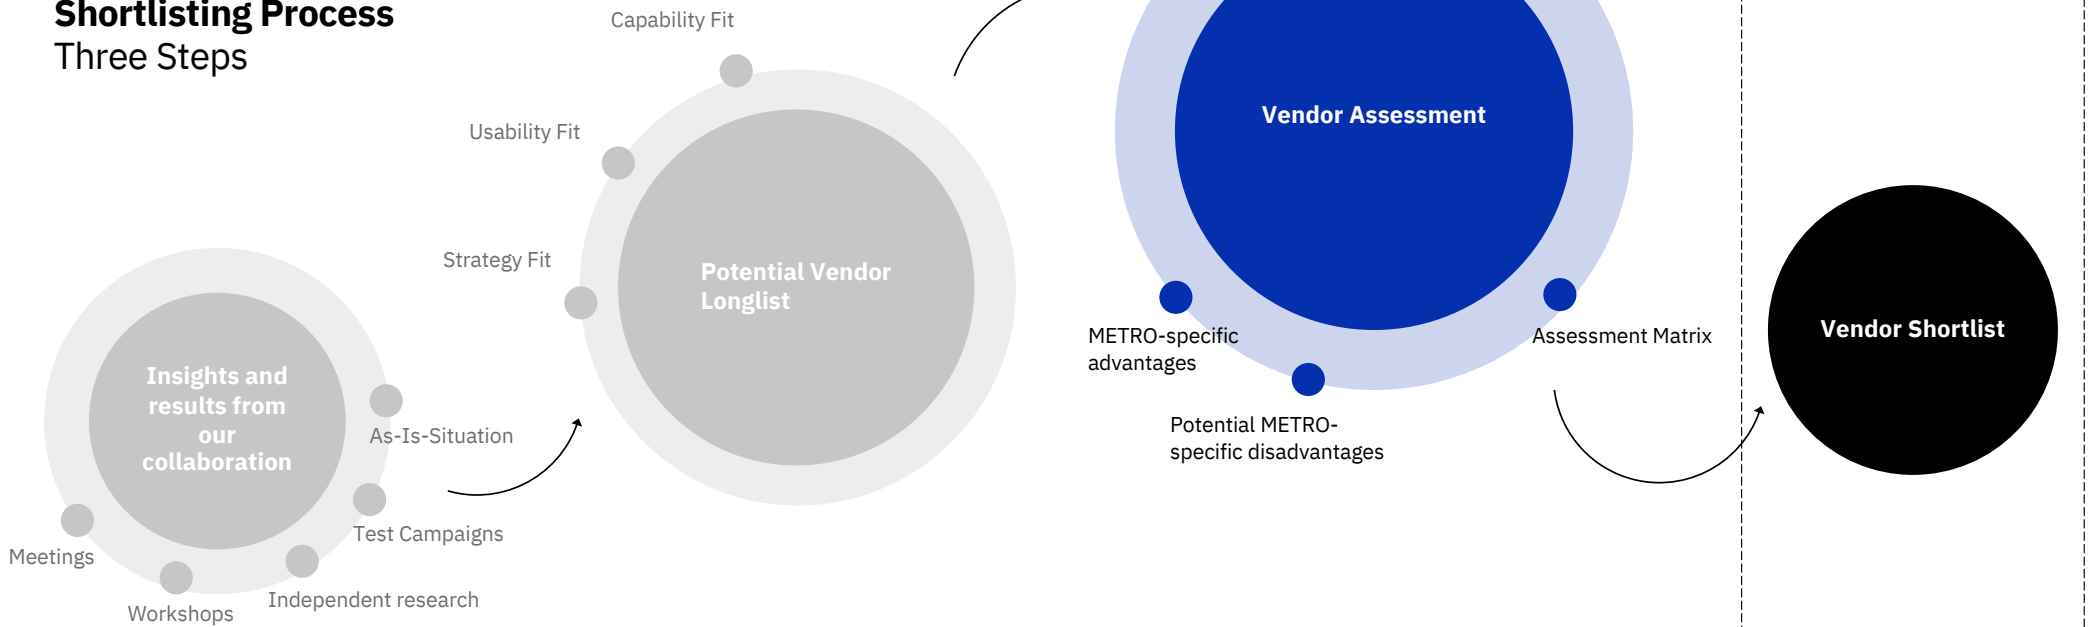 Shortlisting Process
Three Steps
Capability Fit
Usability Fit
Strategy Fit
Potential Vendor
Longlist
Insights and
results from
our
collaboration
As-Is-Situation
Test Campaigns
Independent research
Workshops
Meetings
Vendor Assessment
METRO-specific
advantages
Potential METRO-
specific disadvantages
Assessment Matrix
Vendor Shortlist